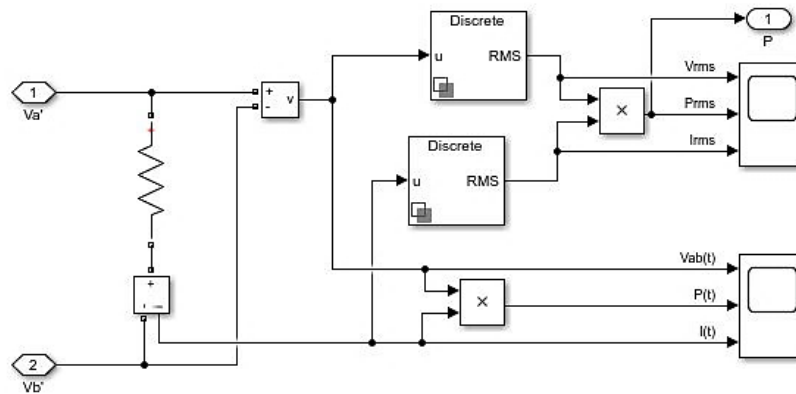 1
P
Discrete
u
RMS
Vrms
1
Va'
+
-
v
×
Prms
Discrete
Irms
u
RMS
Vab(t)
+
×
P(t)
I(t)
2
Vb'